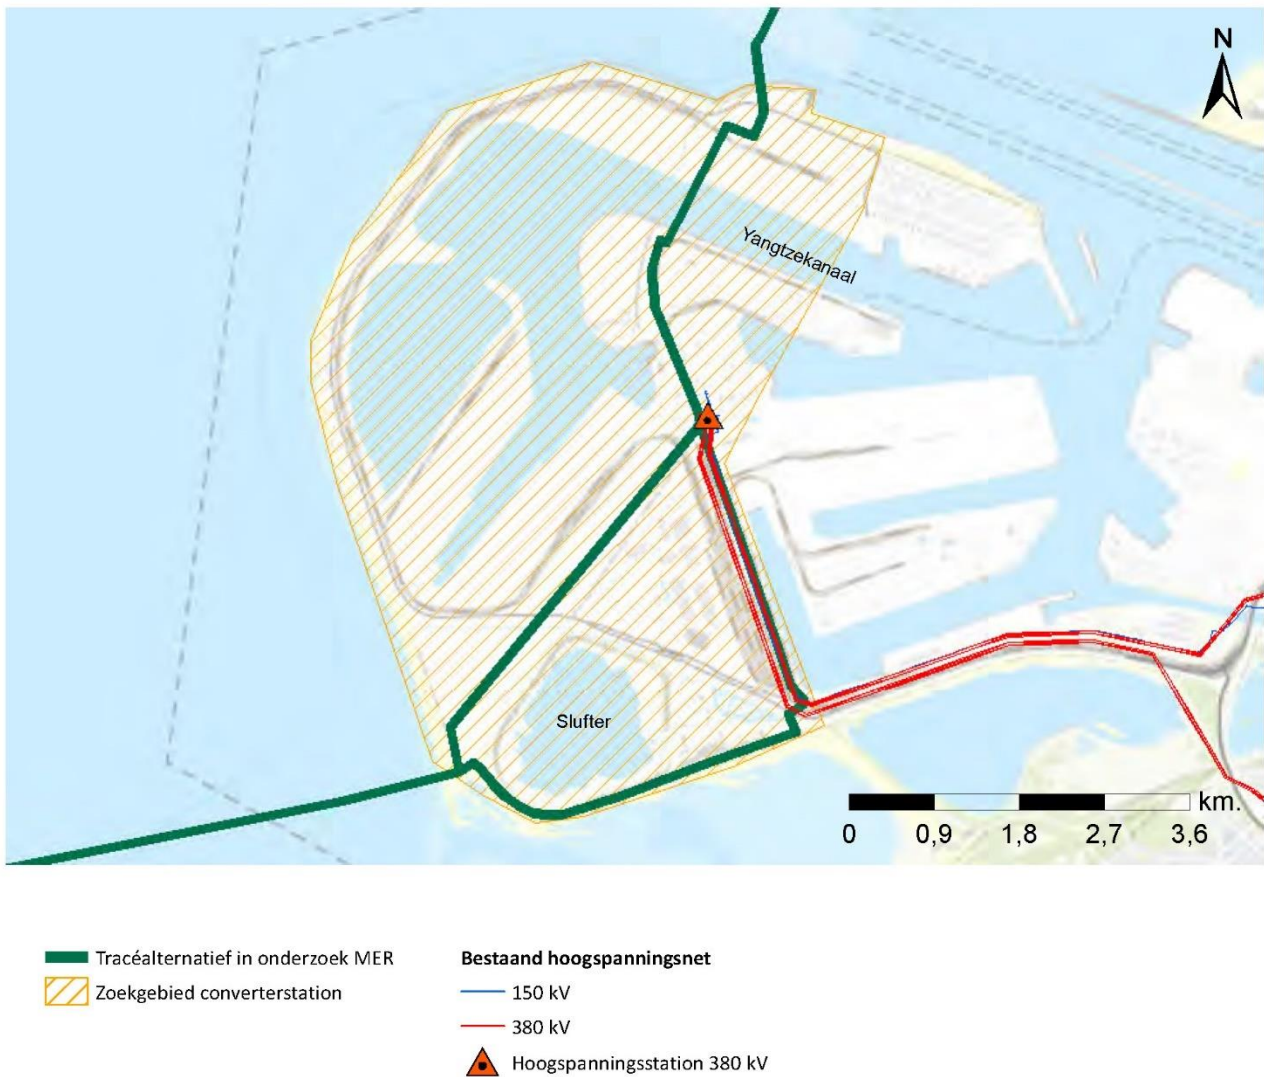 N
Yangtzekanaal
Slufter
km.
0 0,9 1,8 2,7 3,6
Tracéalternatief in onderzoek MER
Zoekgebied converterstation
Bestaand hoogspanningsnet
150 kV
380 kV
Hoogspanningsstation 380 kV